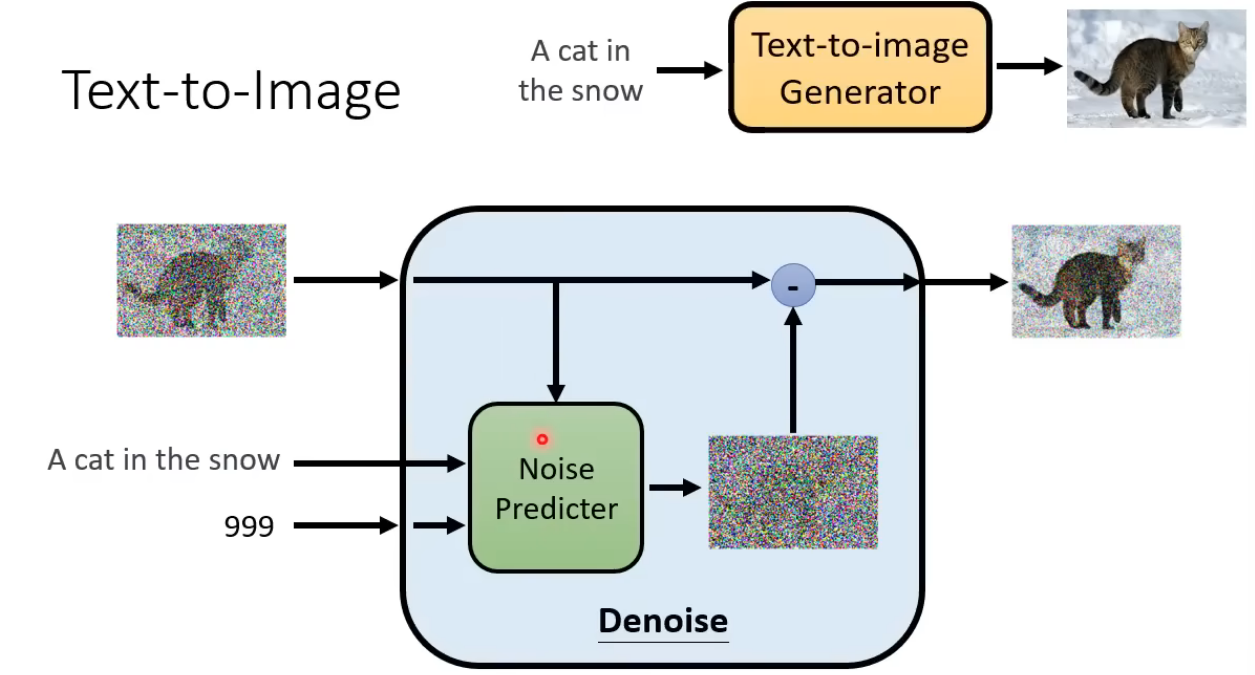 Text-to-Image
A cat in
the snow
Text-to-image
Generator
-
A cat in the snow
999
Noise
Predicter
Denoise